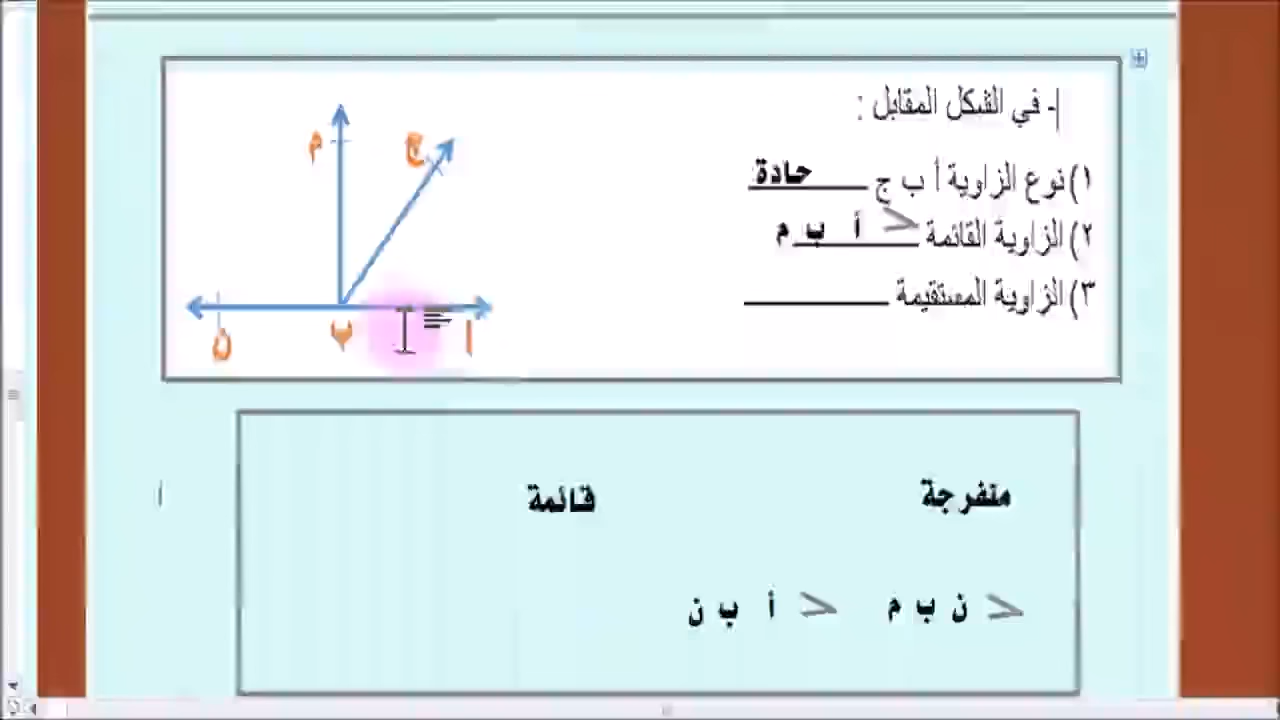 - في الشكل المقابل :
١) نوع الزاوية أ ب ج حادة
٢) الزاوية القائمة > أ ب م
٣) الزاوية المستقيمة
م
ج
ن ب أ
منفرجة قائمة
> ن ب م > أ ب ن